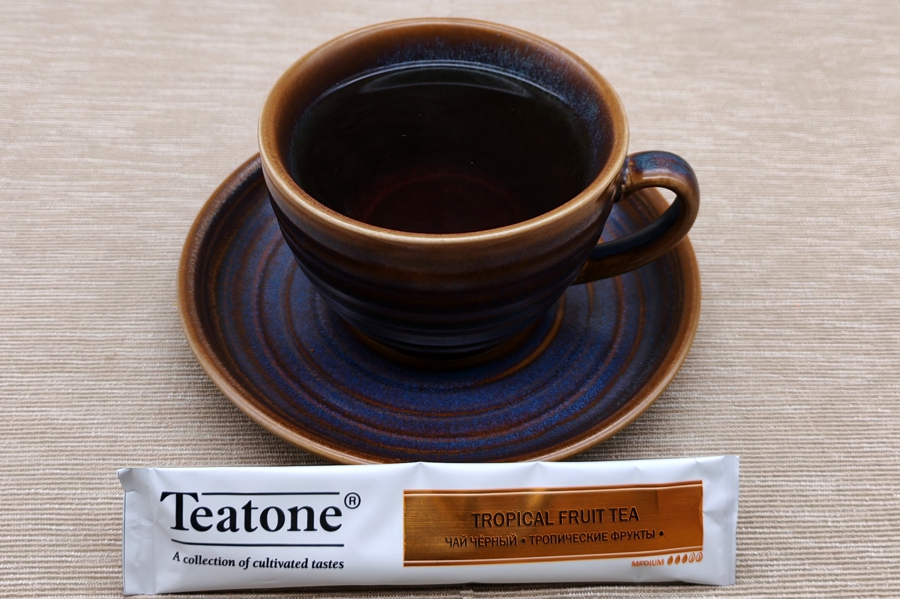 Teatone®
A collection of cultivated tastes
TROPICAL FRUIT TEA
ЧАЙ ЧЁРНЫЙ • ТРОПИЧЕСКИЕ ФРУКТЫ •
MEDIUM